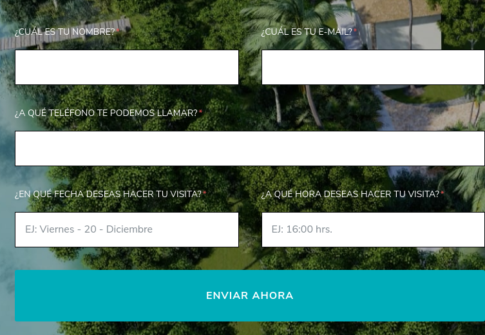 ¿CUÁL ES TU NOMBRE? *
¿CUÁL ES TU E-MAIL? *
¿A QUÉ TELÉFONO TE PODEMOS LLAMAR? *
¿EN QUÉ FECHA DESEAS HACER TU VISITA? *
¿A QUÉ HORA DESEAS HACER TU VISITA? *
EJ: Viernes - 20 - Diciembre
EJ: 16:00 hrs.
ENVIAR AHORA